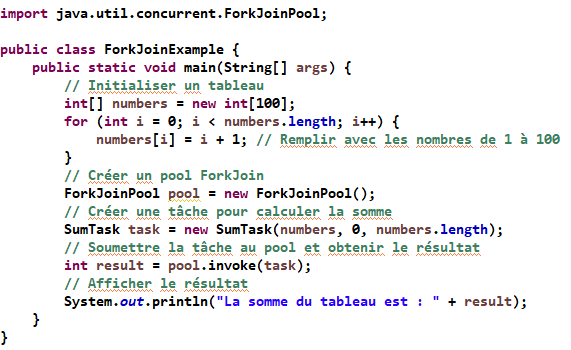 import java.util.concurrent.ForkJoinPool;
public class ForkJoinExample {
    public static void main(String[] args) {
        // Initialiser un tableau
        int[] numbers = new int[100];
        for (int i = 0; i < numbers.length; i++) {
            numbers[i] = i + 1; // Remplir avec les nombres de 1 à 100
        }
        // Créer un pool ForkJoin
        ForkJoinPool pool = new ForkJoinPool();
        // Créer une tâche pour calculer la somme
        SumTask task = new SumTask(numbers, 0, numbers.length);
        // Soumettre la tâche au pool et obtenir le résultat
        int result = pool.invoke(task);
        // Afficher le résultat
        System.out.println("La somme du tableau est : " + result);
    }
}